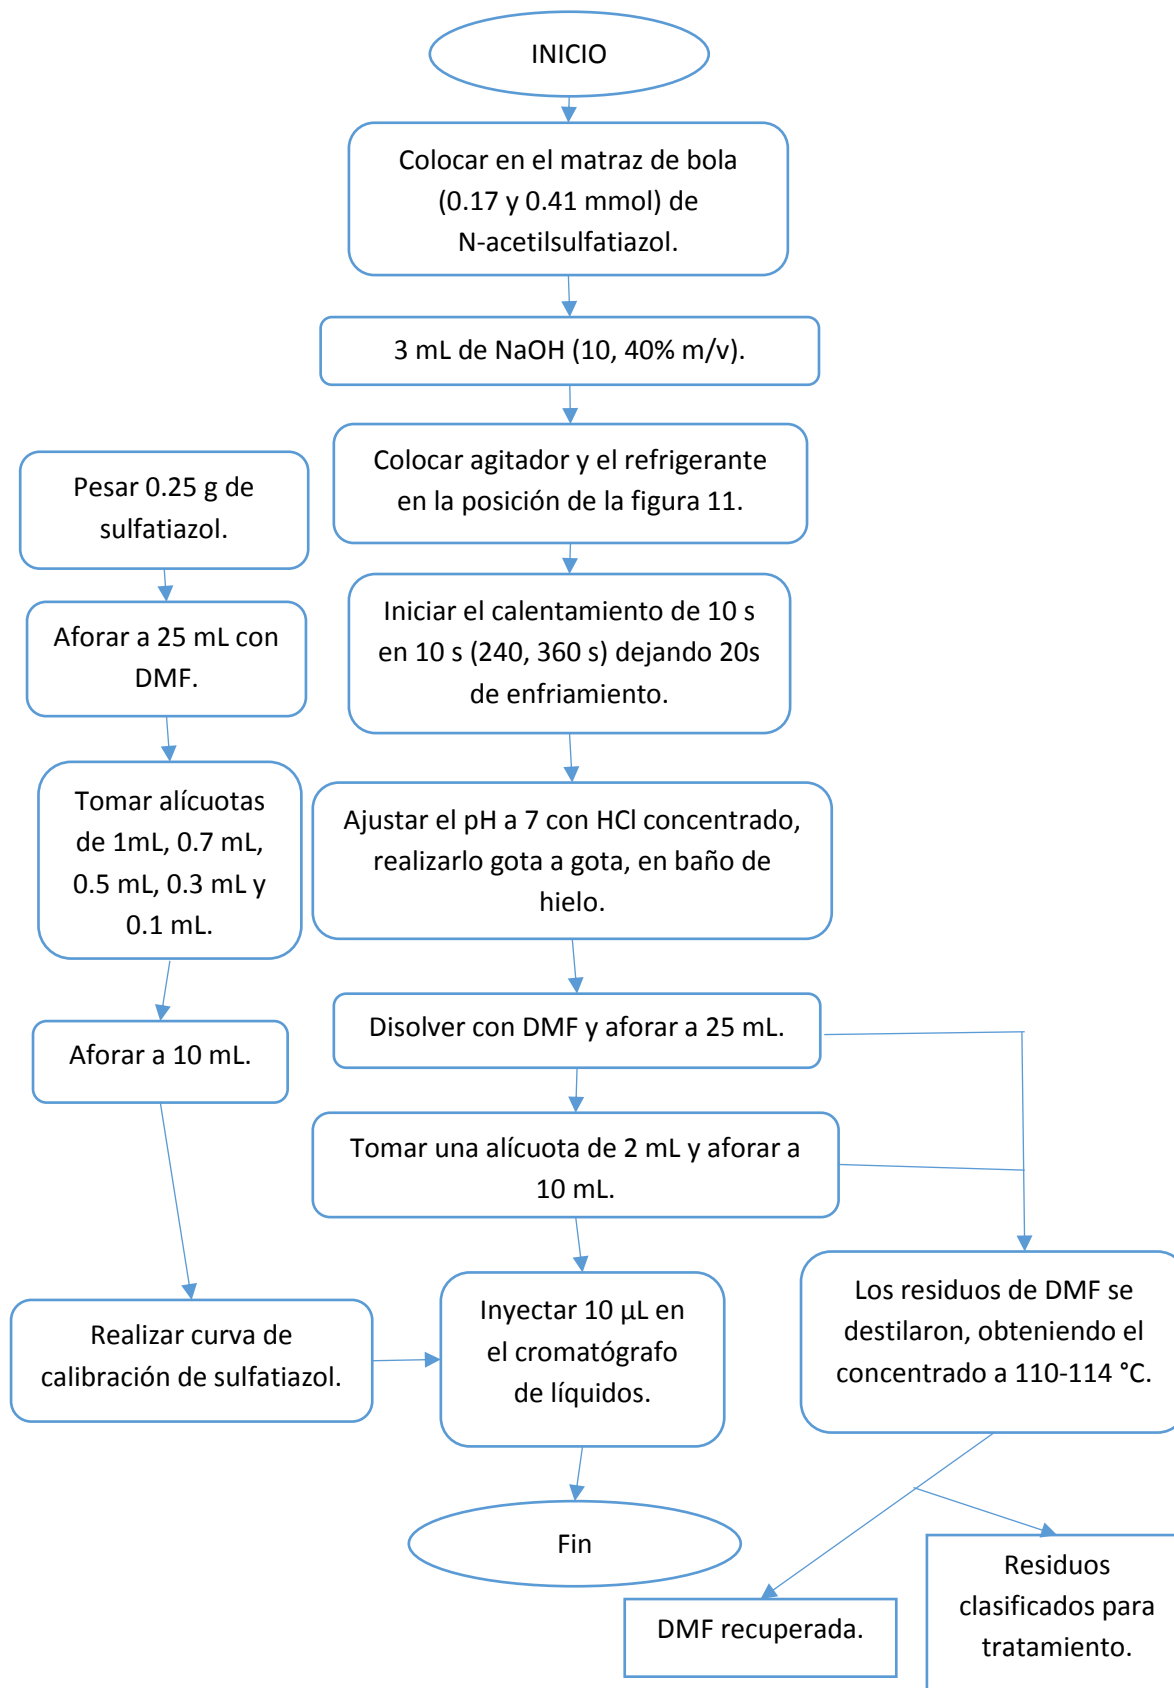 INICIO
Colocar en el matraz de bola
(0.17 y 0.41 mmol) de
N-acetilsulfatiazol.
3 mL de NaOH (10, 40% m/v).
Colocar agitador y el refrigerante
en la posición de la figura 11.
Pesar 0.25 g de
sulfatiazol.
Iniciar el calentamiento de 10 s
en 10 s (240, 360 s) dejando 20s
de enfriamiento.
Aforar a 25 mL con
DMF.
Tomar alícuotas
de 1mL, 0.7 mL,
0.5 mL, 0.3 mL y
0.1 mL.
Ajustar el pH a 7 con HCl concentrado,
realizarlo gota a gota, en baño de
hielo.
Disolver con DMF y aforar a 25 mL.
Aforar a 10 mL.
Tomar una alícuota de 2 mL y aforar a
10 mL.
Realizar curva de
calibración de sulfatiazol.
Inyectar 10 µL en
el cromatógrafo
de líquidos.
Los residuos de DMF se
destilaron, obteniendo el
concentrado a 110-114 °C.
Fin
DMF recuperada.
Residuos
clasificados para
tratamiento.